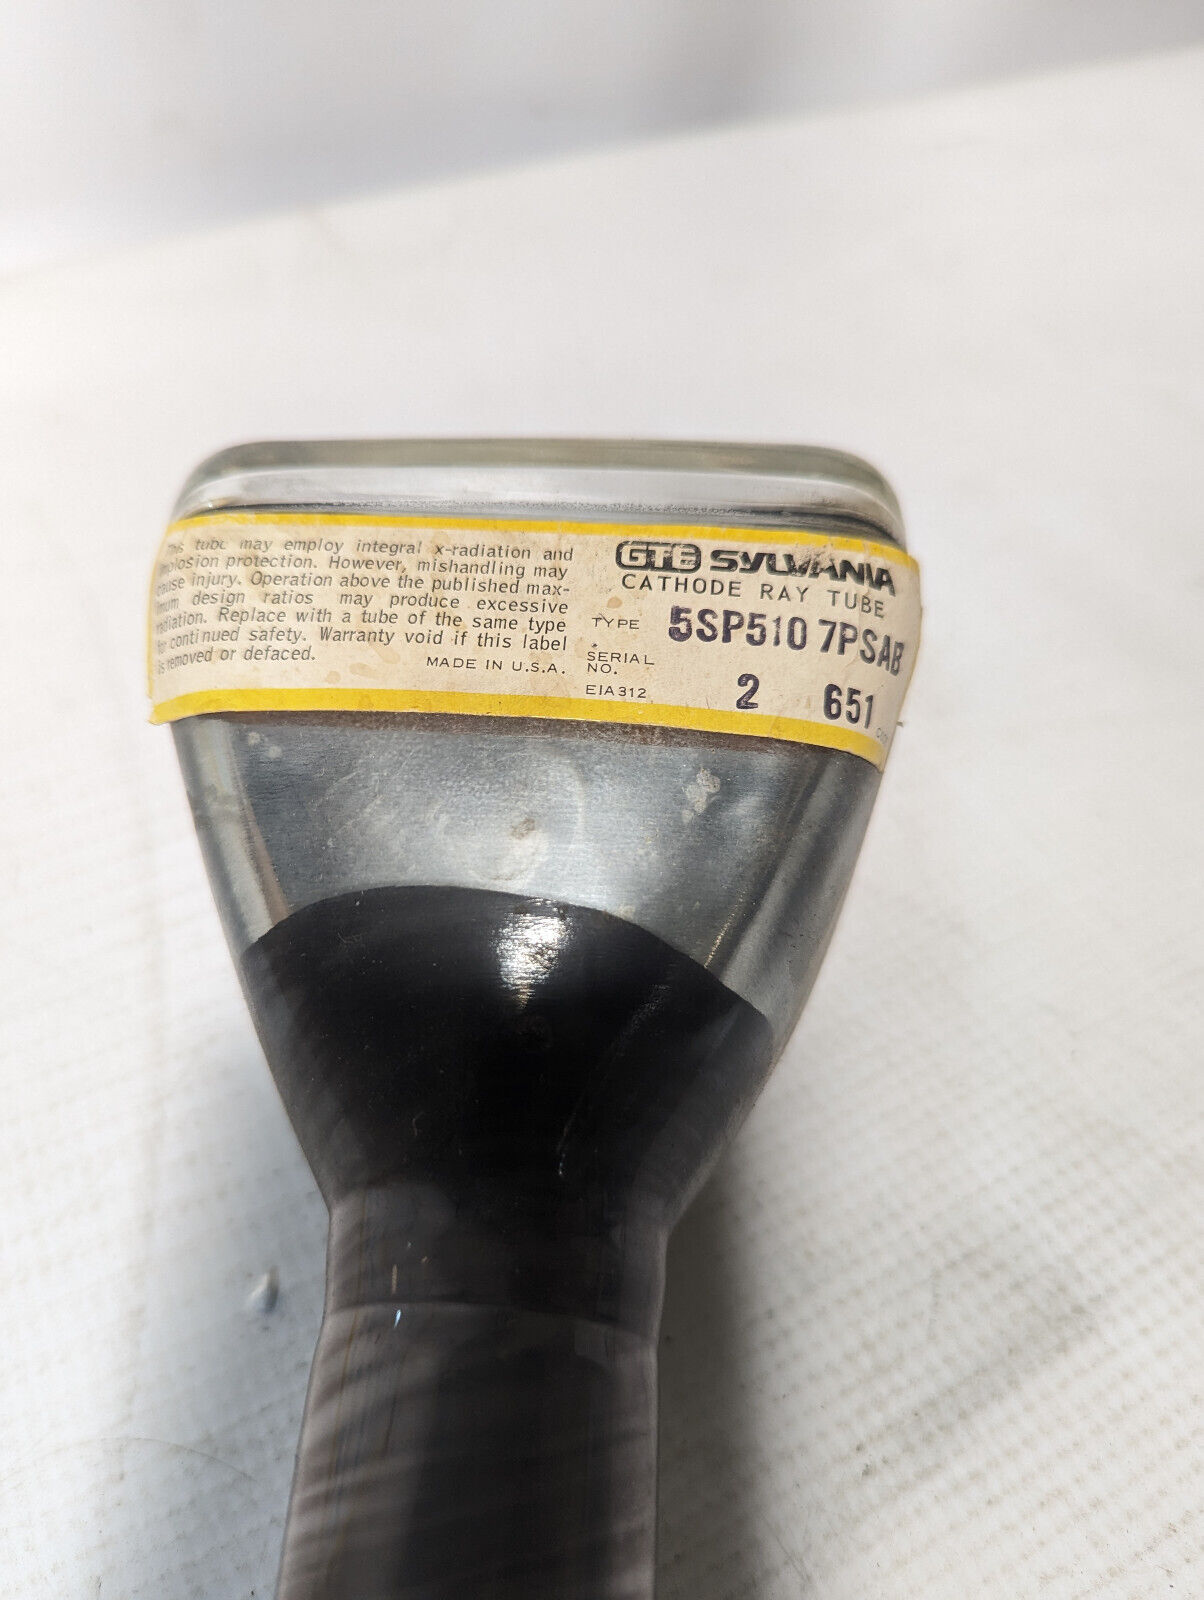 This tube may employ integral x-radiation and
implosion protection. However, mishandling may
cause injury. Operation above the published max-
imum design ratios may produce excessive
radiation. Replace with a tube of the same type
for continued safety. Warranty void if this label
is removed or defaced.
MADE IN U.S.A.
GTE SYLVANIA
CATHODE RAY TUBE
TYPE 5SP510 7PSAB
SERIAL
NO.
EIA312 2 651